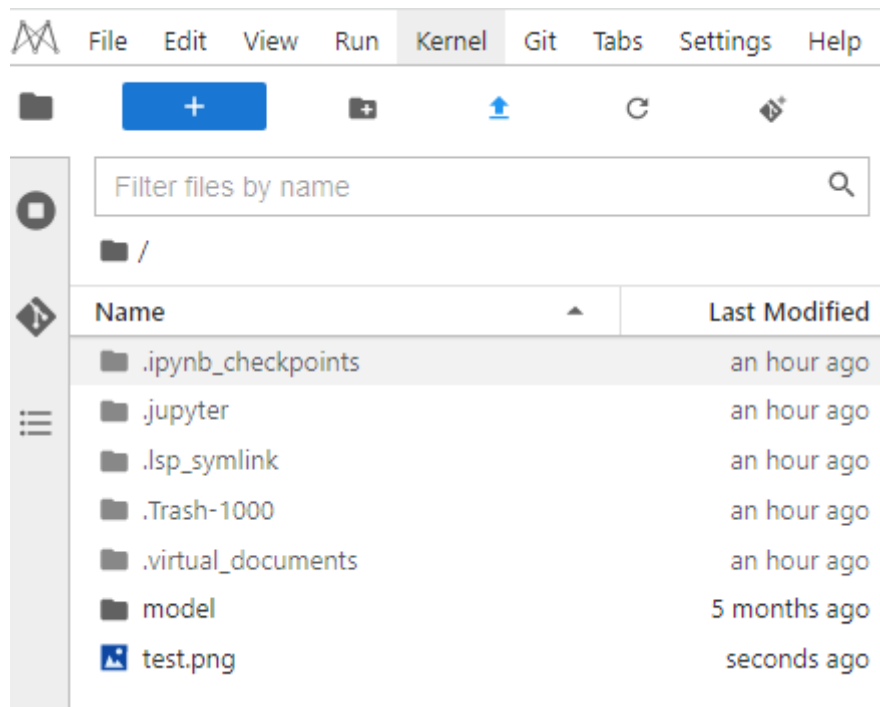 File Edit View Run Kernel Git Tabs Settings Help
Filter files by name
/
Name Last Modified
.ipynb_checkpoints an hour ago
.jupyter an hour ago
.lsp_symlink an hour ago
.Trash-1000 an hour ago
.virtual_documents an hour ago
model 5 months ago
test.png seconds ago